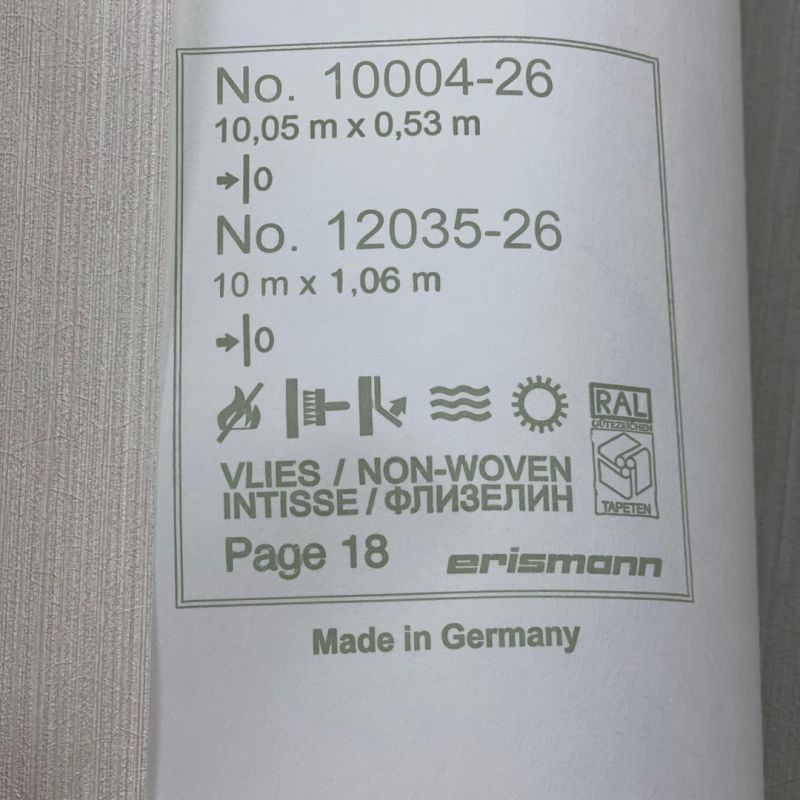 No. 10004-26
10,05 m x 0,53 m
0
No. 12035-26
10 m x 1,06 m
0
RAL
GÜTEZEICHEN
TAPETEN
VLIES / NON-WOVEN
INTISSE / ФЛИЗЕЛИН
Page 18
erismann
Made in Germany